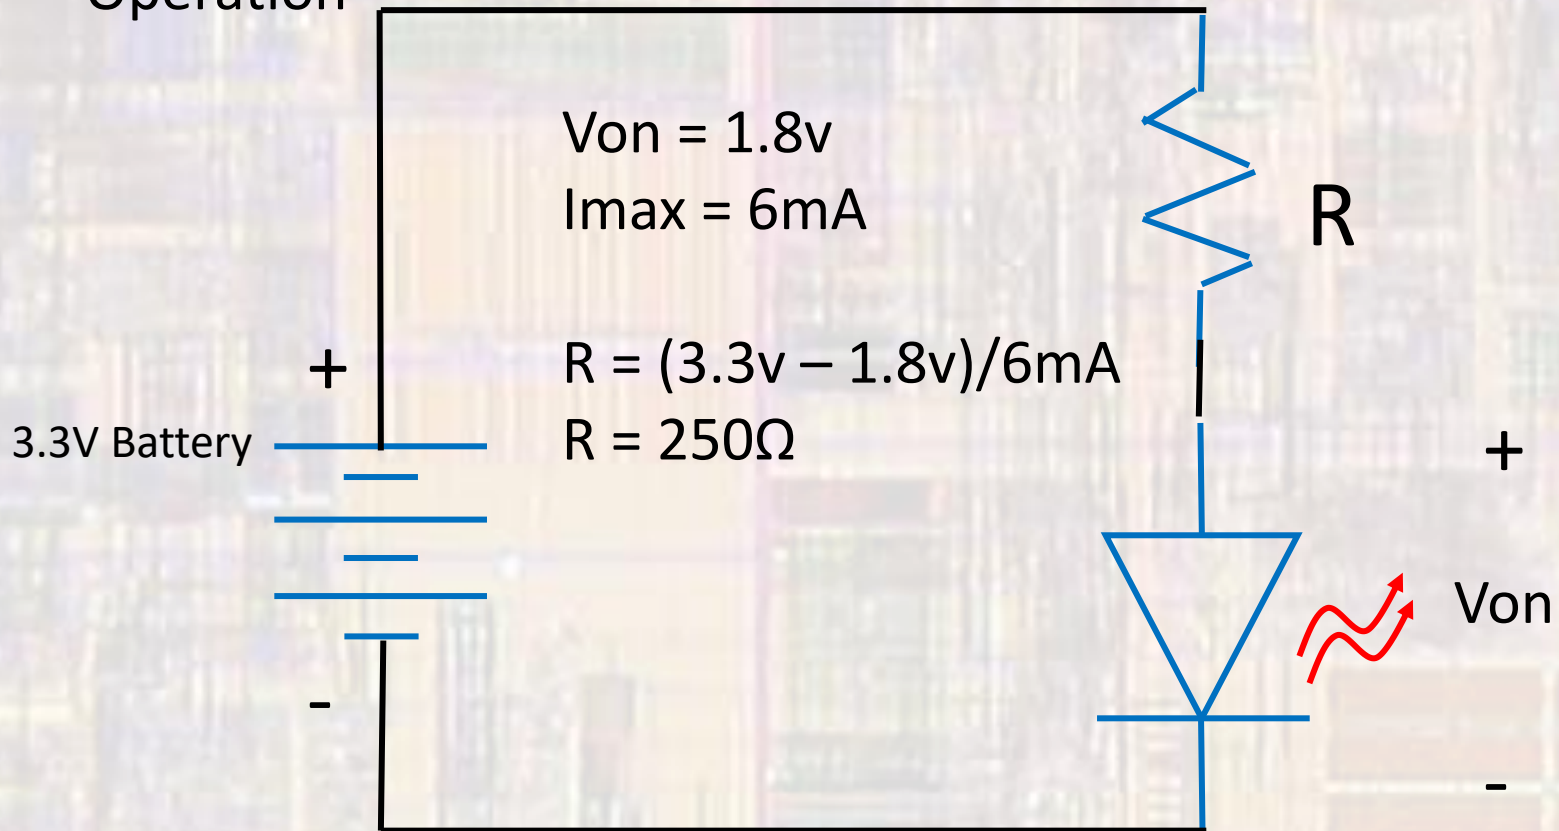 Operation
Von = 1.8v
Imax = 6mA
R
R = (3.3v – 1.8v)/6mA
R = 250Ω
+
3.3V Battery
-
+
Von
-